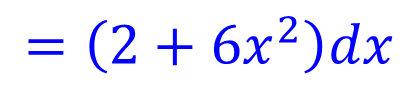 = (2 + 6x²)dx